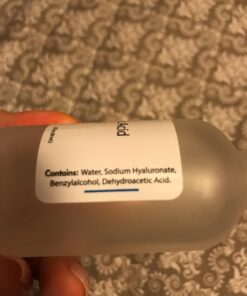 Acid
Contains: Water, Sodium Hyaluronate,
Benzylalcohol, Dehydroacetic Acid.